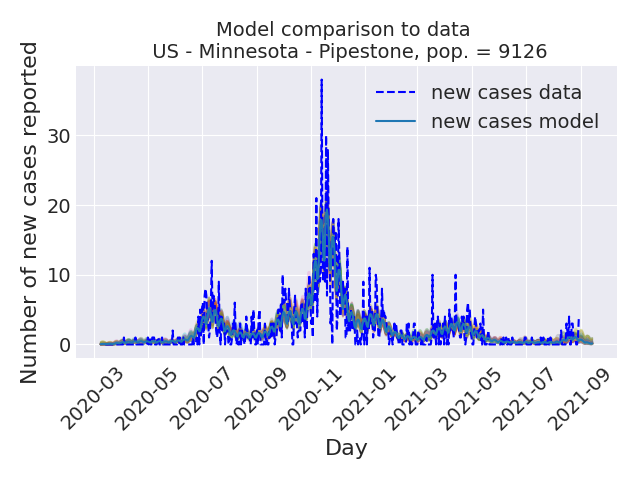 Model comparison to data
US - Minnesota - Pipestone, pop. = 9126
new cases data
new cases model
Number of new cases reported
30
20
10
0
2020-03
2020-05
2020-07
2020-09
2020-11
2021-01
2021-03
2021-05
2021-07
2021-09
Day